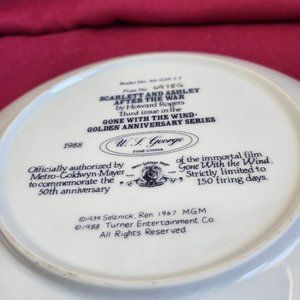 Plate No. 6978G
SCARLETT AND ASHLEY
AFTER THE WAR
by Howard Rogers
Third issue in the
GONE WITH THE WIND:
GOLDEN ANNIVERSARY SERIES
1988
W. L. George
FINE CHINA
Officially authorized by
Metro-Goldwyn-Mayer
to commemorate the
50th anniversary
of the immortal film
Gone With the Wind.
Strictly limited to
150 firing days.
©1939 Selznick, Ren. 1967 MGM
©1988 Turner Entertainment Co.
All Rights Reserved